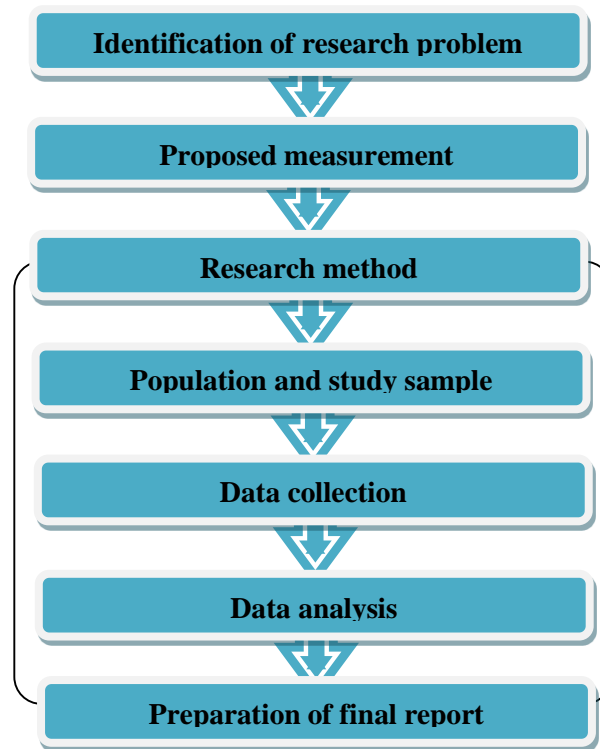 Identification of research problem
Proposed measurement
Research method
Population and study sample
Data collection
Data analysis
Preparation of final report